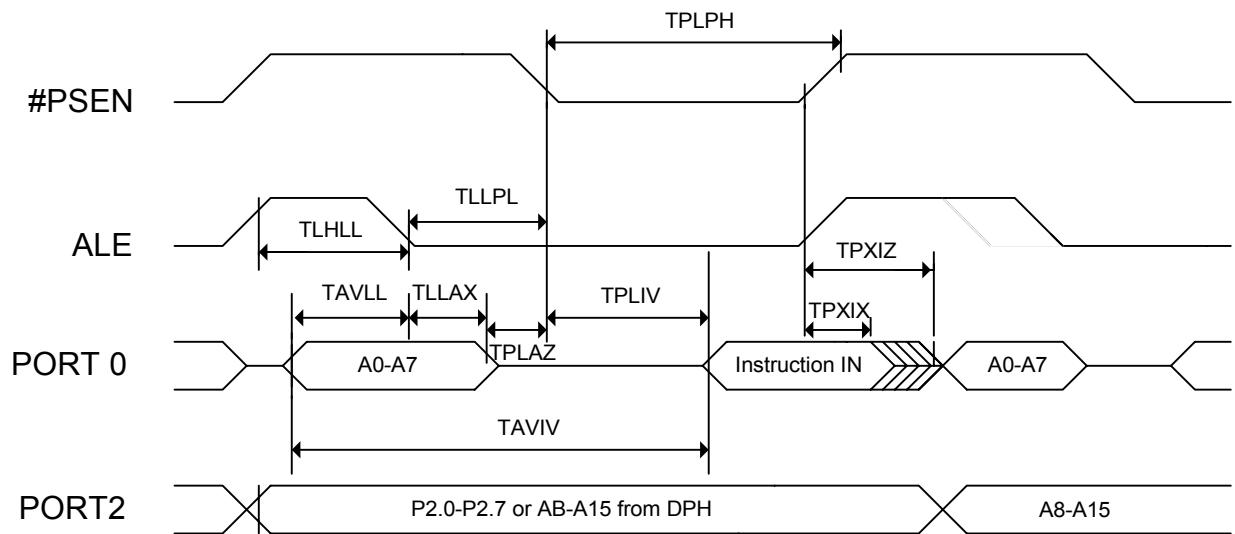 TPLPH
#PSEN
TLLPL
TLHLL
ALE
TPXIZ
TAVLL
TLLAX
TPLIV
TPXIX
TPLAZ
PORT 0
A0-A7
Instruction IN
A0-A7
TAVIV
PORT2
P2.0-P2.7 or AB-A15 from DPH
A8-A15